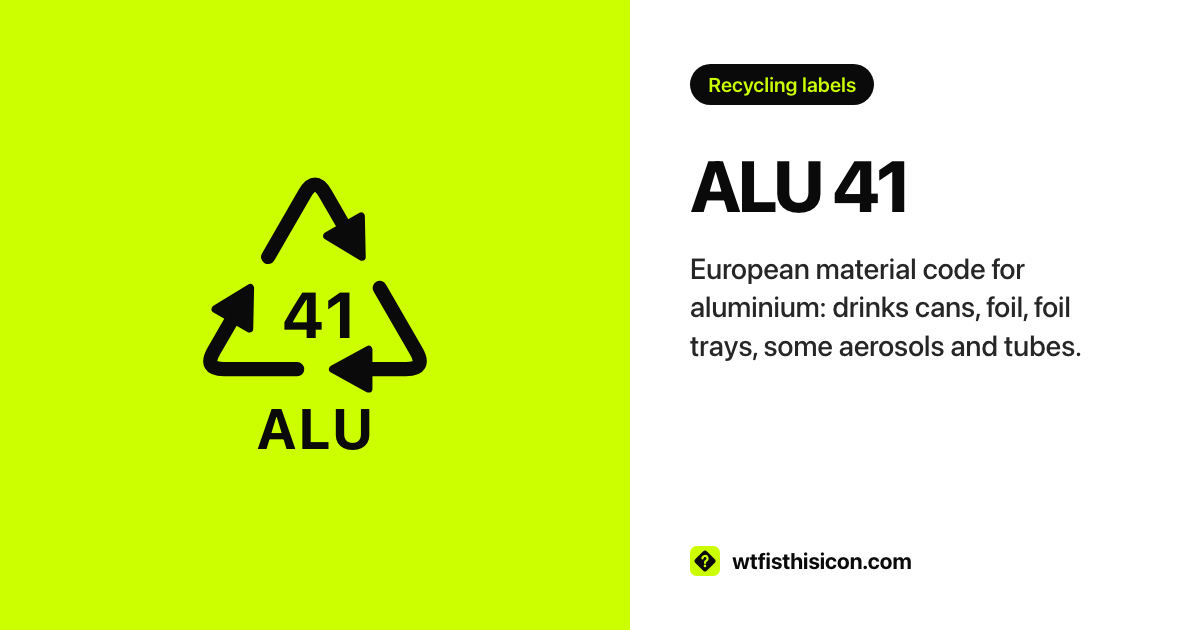 41
ALU
Recycling labels
ALU 41
European material code for
aluminium: drinks cans, foil, foil
trays, some aerosols and tubes.
?
wtfisthisicon.com